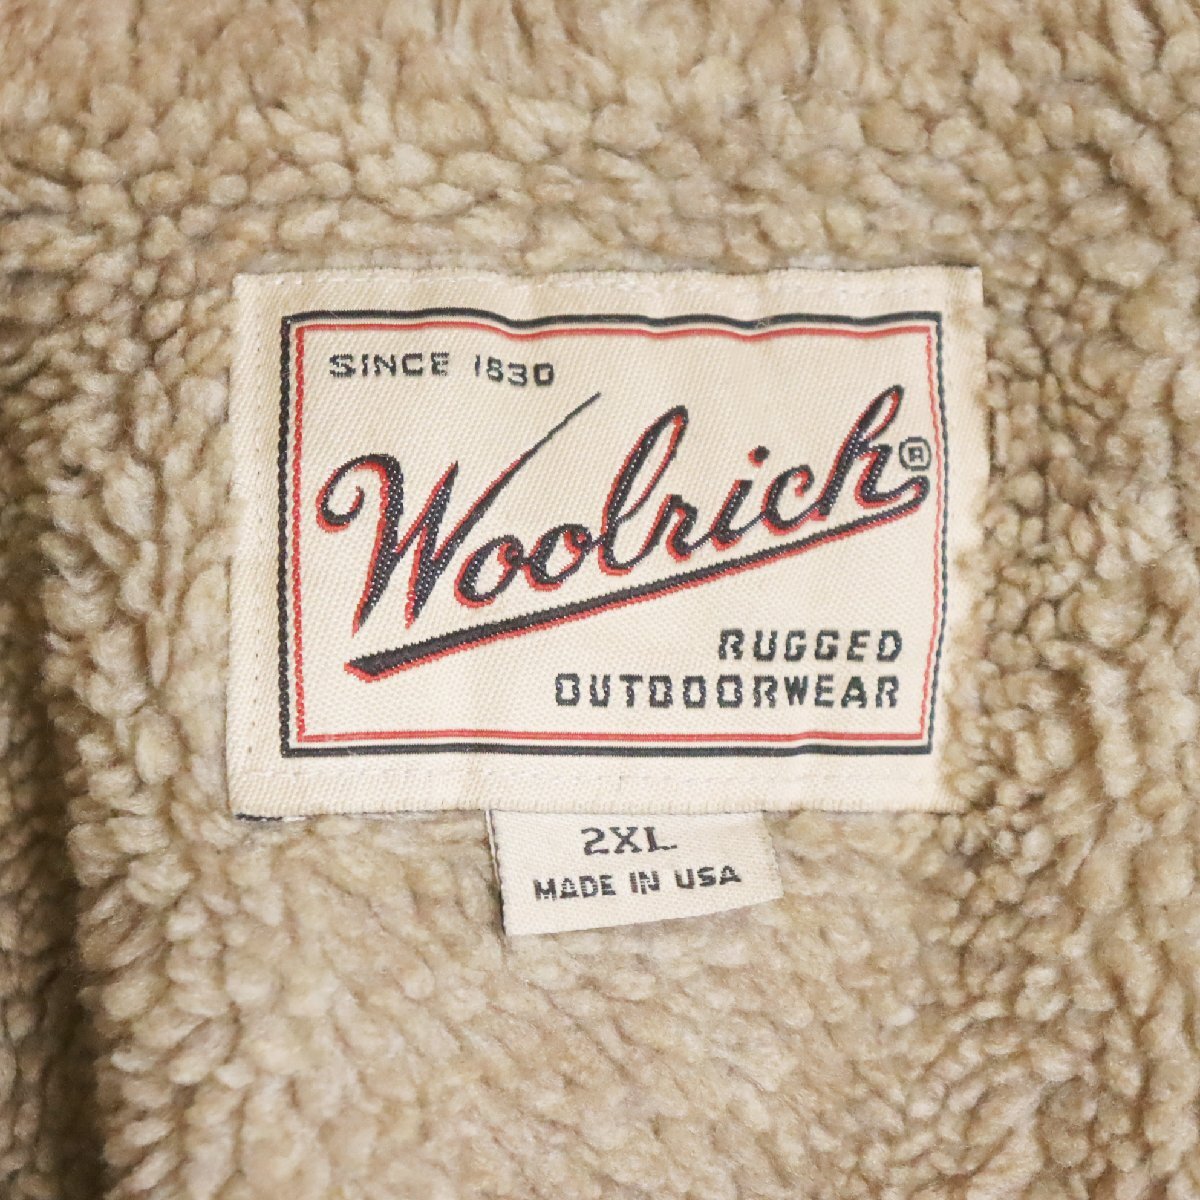 SINCE 1830
Woolrich®
RUGGED
OUTDOORWEAR
2XL
MADE IN USA